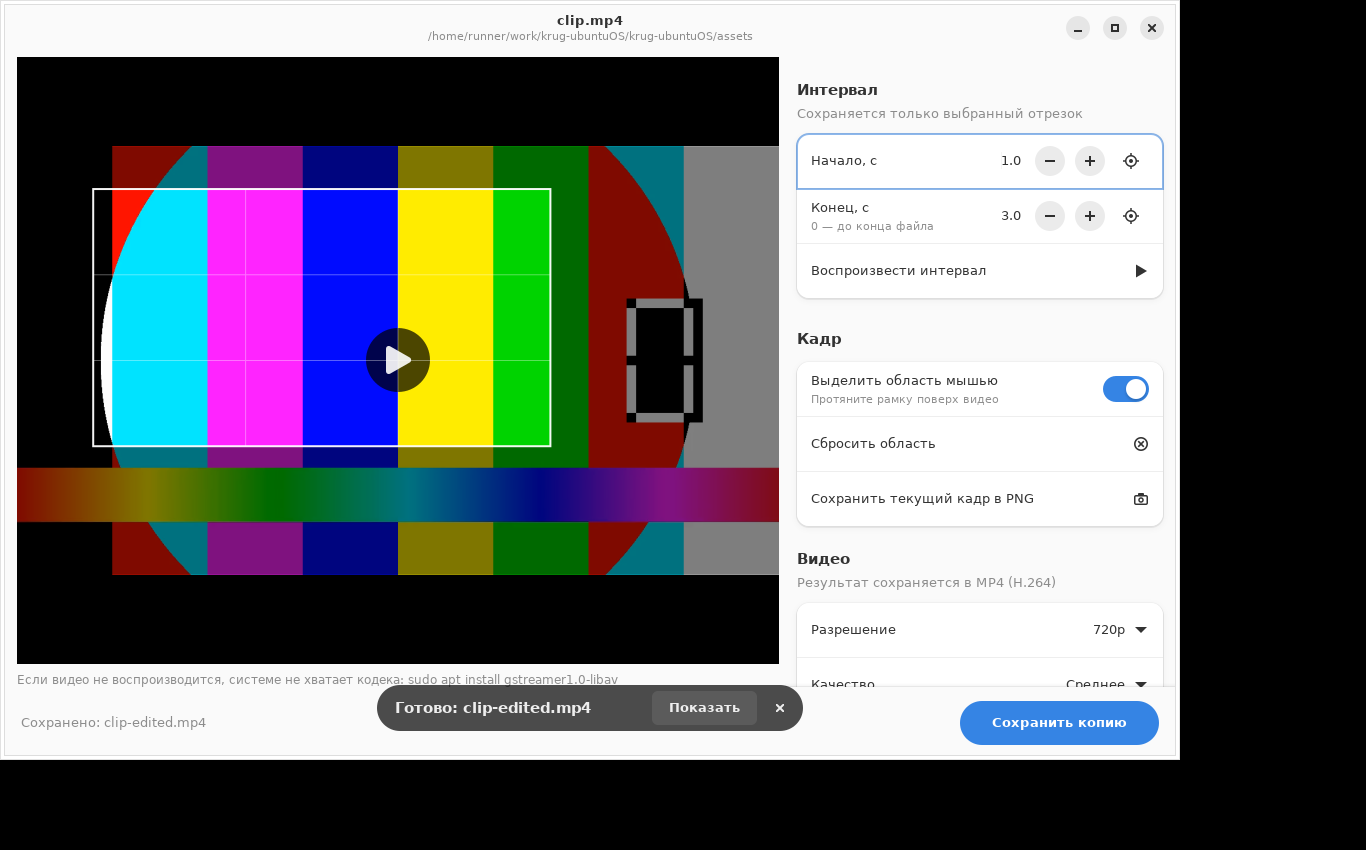 clip.mp4
/home/runner/work/krug-ubuntuOS/krug-ubuntuOS/assets
Интервал
Сохраняется только выбранный отрезок
Начало, с
1.0
Конец, с
0 — до конца файла
3.0
Воспроизвести интервал
Кадр
Выделить область мышью
Протяните рамку поверх видео
Сбросить область
Сохранить текущий кадр в PNG
Видео
Результат сохраняется в MP4 (H.264)
Разрешение
720p
Качество
Среднее
Если видео не воспроизводится, системе не хватает кодека: sudo apt install gstreamer1.0-libav
Готово: clip-edited.mp4
Показать
Сохранено: clip-edited.mp4
Сохранить копию